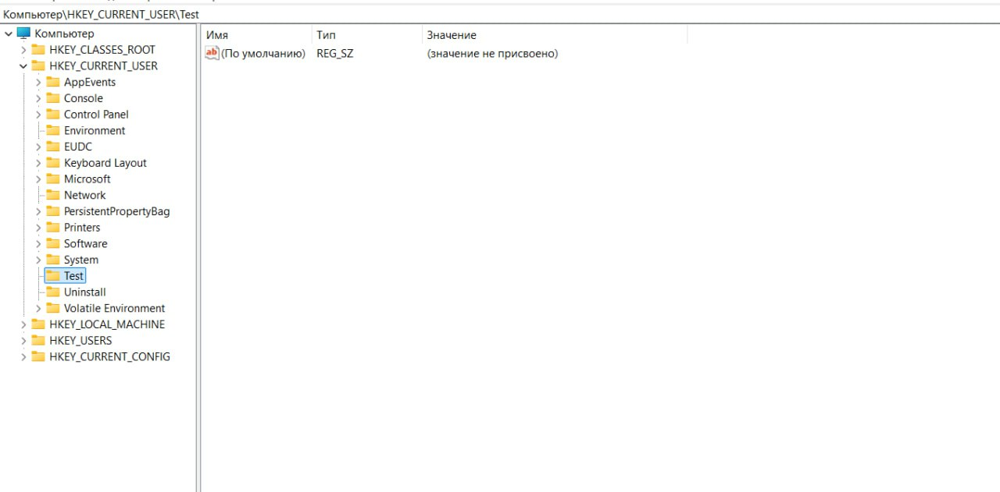 Компьютер\HKEY_CURRENT_USER\Test
Компьютер
HKEY_CLASSES_ROOT
HKEY_CURRENT_USER
AppEvents
Console
Control Panel
Environment
EUDC
Keyboard Layout
Microsoft
Network
PersistentPropertyBag
Printers
Software
System
Test
Uninstall
Volatile Environment
HKEY_LOCAL_MACHINE
HKEY_USERS
HKEY_CURRENT_CONFIG
Имя Тип Значение
ab (По умолчанию) REG_SZ (значение не присвоено)